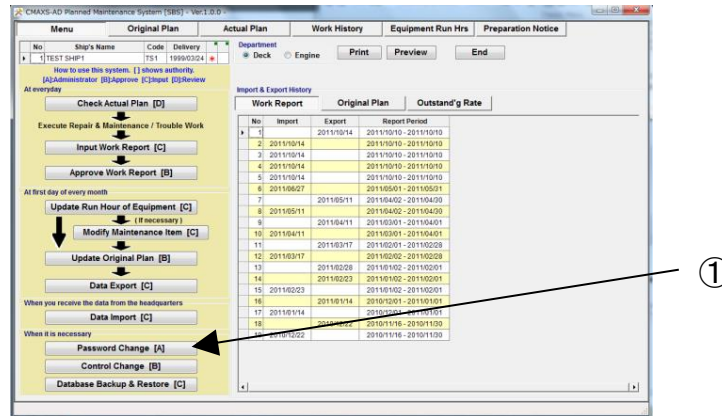 CMAXS-AD Planned Maintenance System [SBS] - Ver.1.0.0 -
Menu Original Plan Actual Plan Work History Equipment Run Hrs Preparation Notice
No Ship's Name Code Delivery
1 TEST SHIP1 TS1 1999/03/24
Department
Deck Engine Print Preview End
How to use this system. [ ] shows authority.
[A]:Administrator [B]:Approve [C]:Input [D]:Review
At everyday
Check Actual Plan [D]
Execute Repair & Maintenance / Trouble Work
Input Work Report [C]
Approve Work Report [B]
At first day of every month
Update Run Hour of Equipment [C]
( If necessary )
Modify Maintenance Item [C]
Update Original Plan [B]
Data Export [C]
When you receive the data from the headquarters
Data Import [C]
When it is necessary
Password Change [A]
Control Change [B]
Database Backup & Restore [C]
Import & Export History
Work Report Original Plan Outstand'g Rate
No Import Export Report Period
1 2011/10/14 2011/10/10 - 2011/10/10
2 2011/10/14 2011/10/10 - 2011/10/10
3 2011/10/14 2011/10/10 - 2011/10/10
4 2011/10/14 2011/10/10 - 2011/10/10
5 2011/10/14 2011/10/10 - 2011/10/10
6 2011/06/27 2011/05/01 - 2011/05/31
7 2011/05/11 2011/04/02 - 2011/04/30
8 2011/05/11 2011/04/02 - 2011/04/30
9 2011/04/11 2011/03/01 - 2011/04/01
10 2011/04/11 2011/03/01 - 2011/04/01
11 2011/03/17 2011/02/01 - 2011/02/28
12 2011/03/17 2011/02/02 - 2011/02/28
13 2011/02/28 2011/01/02 - 2011/02/01
14 2011/02/23 2011/01/02 - 2011/02/01
15 2011/02/23 2011/01/02 - 2011/02/01
16 2011/01/14 2010/12/01 - 2011/01/01
17 2011/01/14 2010/12/01 - 2011/01/01
18 2010/12/22 2010/11/16 - 2010/11/30
19 2010/12/22 2010/11/16 - 2010/11/30
①